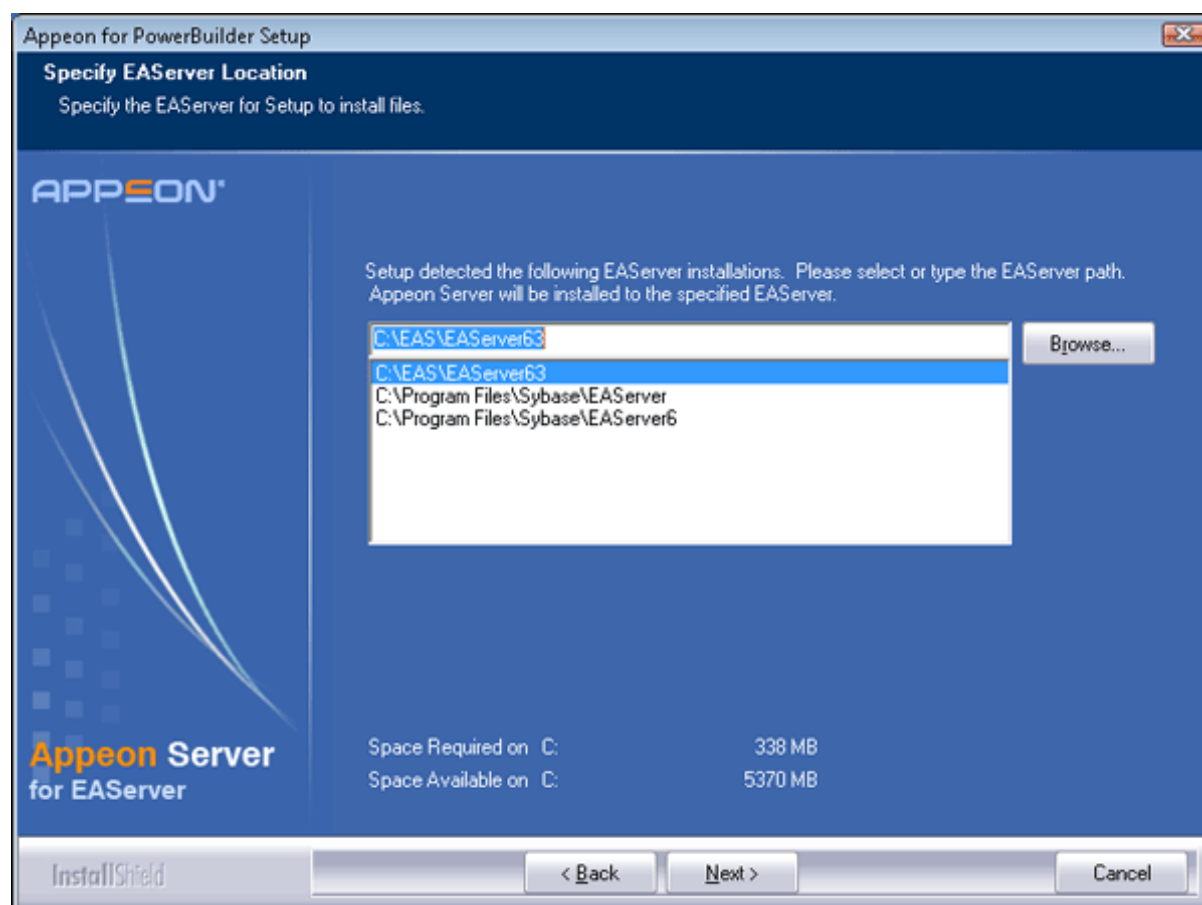 Appeon for PowerBuilder Setup
Specify EAServer Location
Specify the EAServer for Setup to install files.
APPEON
Setup detected the following EAServer installations. Please select or type the EAServer path.
Appeon Server will be installed to the specified EAServer.
C:\EAS\EAServer63
Browse...
C:\EAS\EAServer63
C:\Program Files\Sybase\EAServer
C:\Program Files\Sybase\EAServer6
Space Required on C: 338 MB
Space Available on C: 5370 MB
Appeon Server
for EAServer
InstallShield
< Back
Next >
Cancel